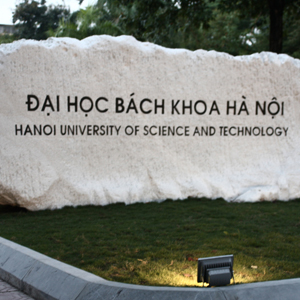 ĐẠI HỌC BÁCH KHOA HÀ NỘI
HANOI UNIVERSITY OF SCIENCE AND TECHNOLOGY